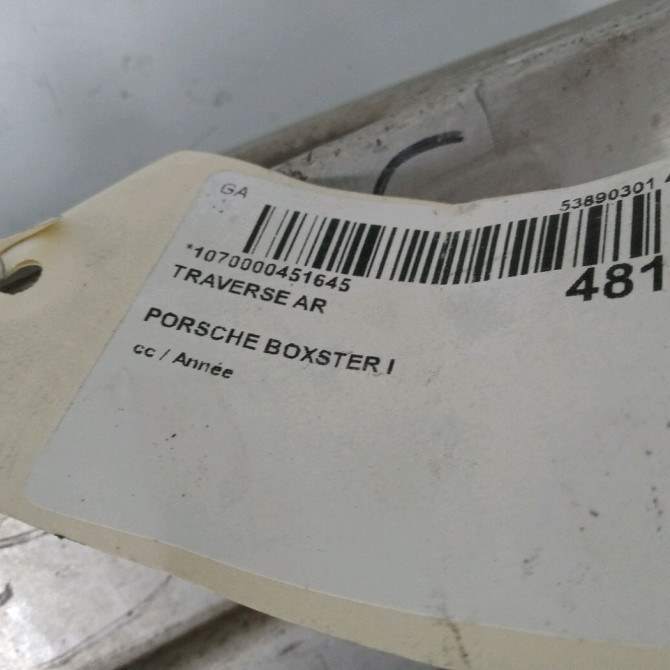 GA
53890301
*1070000451645
481
TRAVERSE AR
PORSCHE BOXSTER I
cc / Année